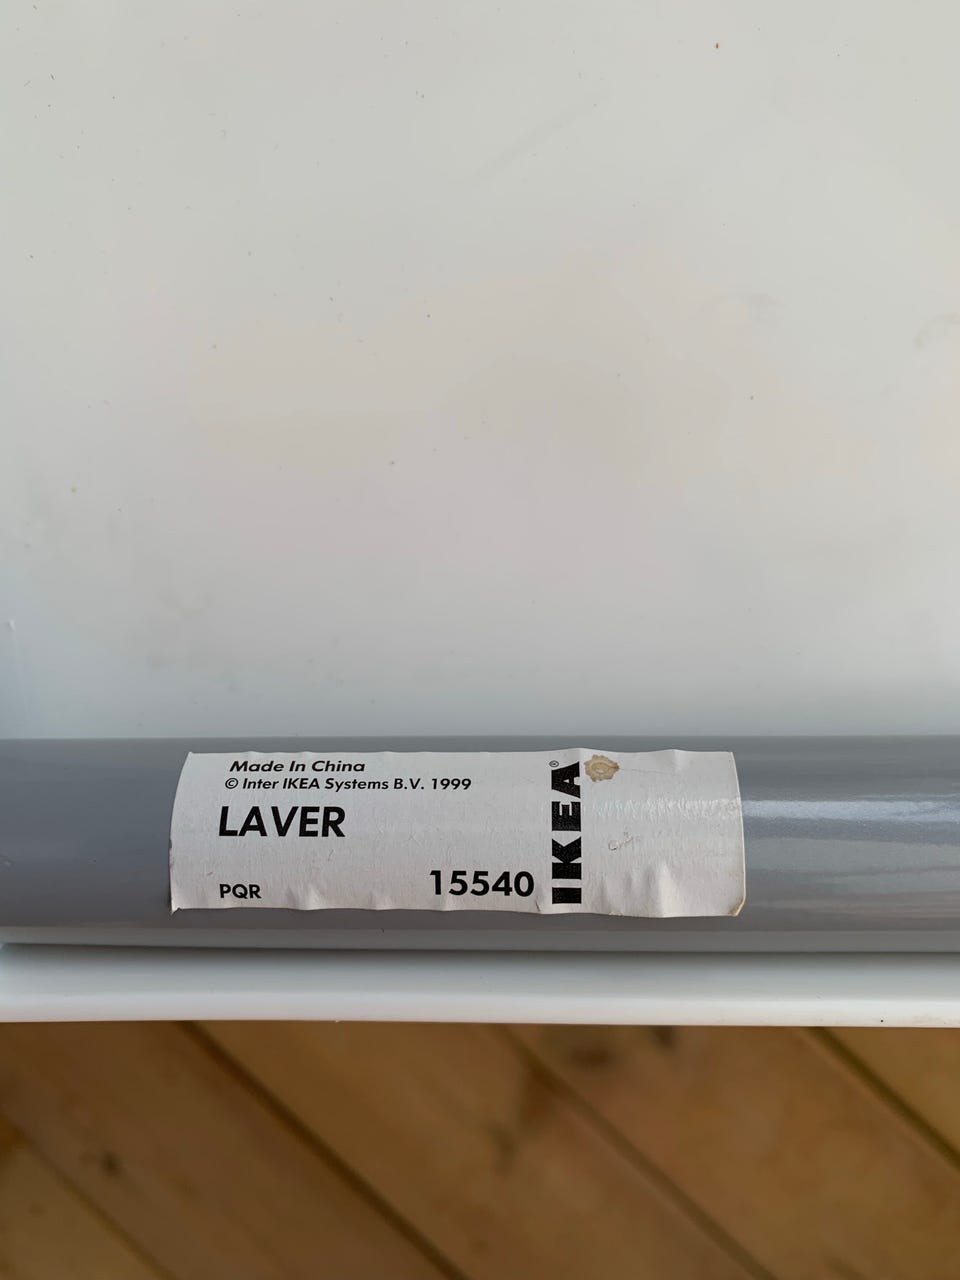 Made In China
© Inter IKEA Systems B.V. 1999
LAVER
PQR
15540
IKEA®